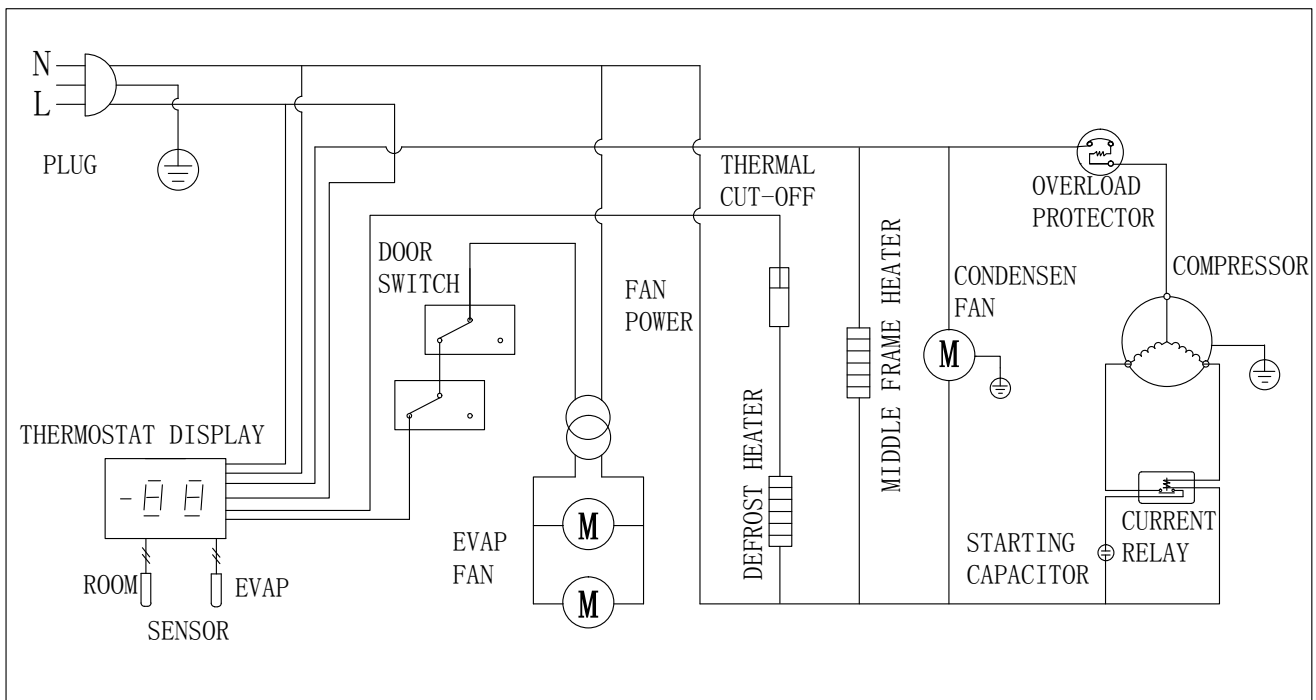 N
L
PLUG
THERMAL
CUT-OFF
OVERLOAD
PROTECTOR
DOOR
SWITCH
FAN
POWER
MIDDLE FRAME HEATER
CONDENSEN
FAN
COMPRESSOR
M
THERMOSTAT DISPLAY
-88
DEFROST HEATER
EVAP
FAN
M
M
STARTING
CAPACITOR
CURRENT
RELAY
ROOM
EVAP
SENSOR